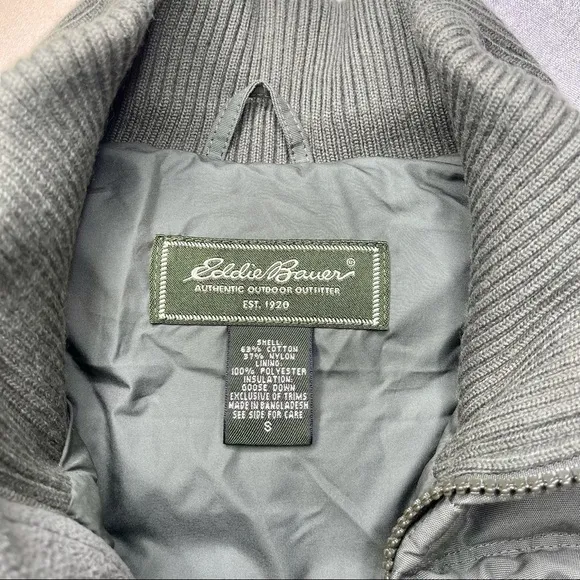 Eddie Bauer®
AUTHENTIC OUTDOOR OUTFITTER
EST. 1920
SHELL:
63% COTTON
37% NYLON
LINING:
100% POLYESTER
INSULATION:
GOOSE DOWN
EXCLUSIVE OF TRIMS
MADE IN BANGLADESH
SEE SIDE FOR CARE
S